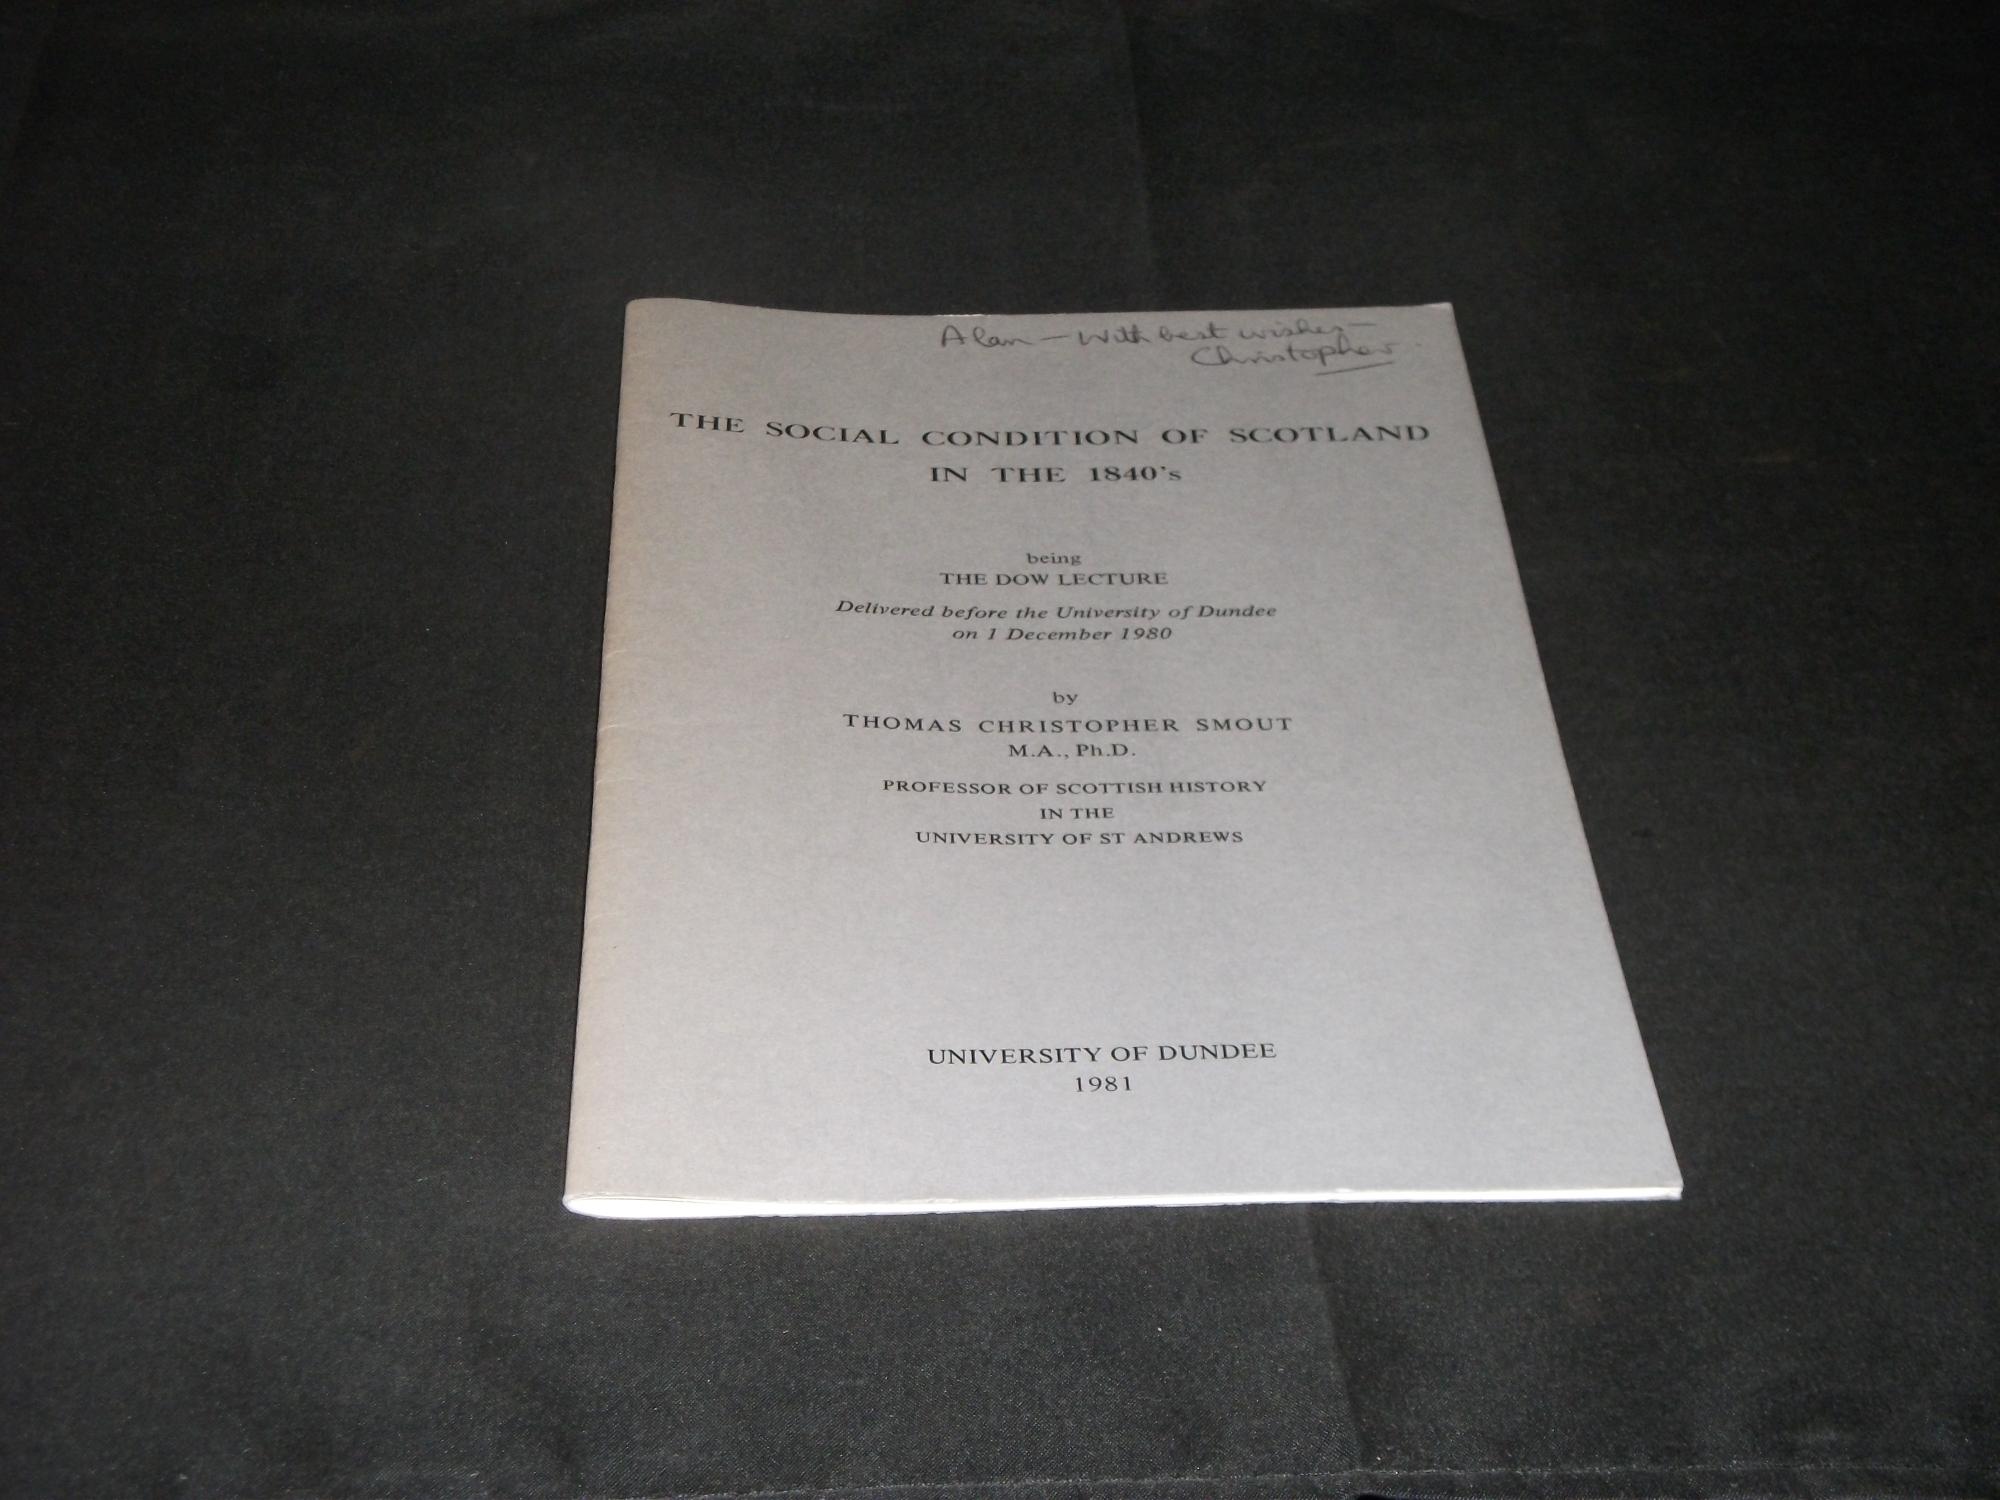 Alan — With best wishes —
Christopher
THE SOCIAL CONDITION OF SCOTLAND
IN THE 1840's
being
THE DOW LECTURE
Delivered before the University of Dundee
on 1 December 1980
by
THOMAS CHRISTOPHER SMOUT
M.A., Ph.D.
PROFESSOR OF SCOTTISH HISTORY
IN THE
UNIVERSITY OF ST ANDREWS
UNIVERSITY OF DUNDEE
1981